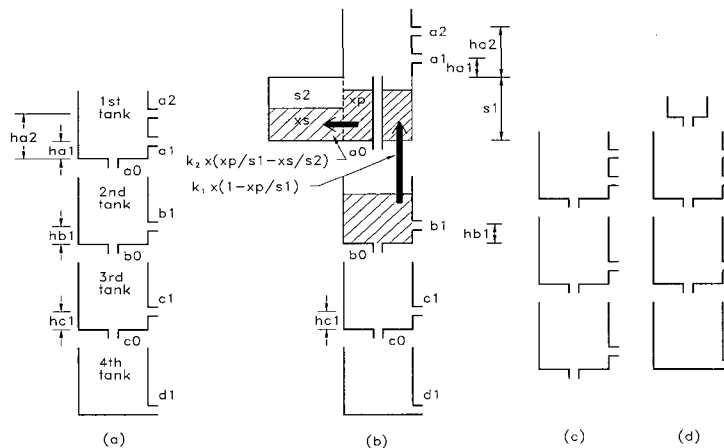 1st
tank
a2
a1
ha2
ha1
a0
2nd
tank
b1
hb1
b0
3rd
tank
c1
hc1
c0
4th
tank
d1
(a)
a2
a1
ha2
ha1
s2
xp
xs
s1
a0
k₂ x(xp/s1-xs/s2)
k₁ x(1-xp/s1)
b1
hb1
b0
c1
hc1
c0
d1
(b)
(c)
(d)